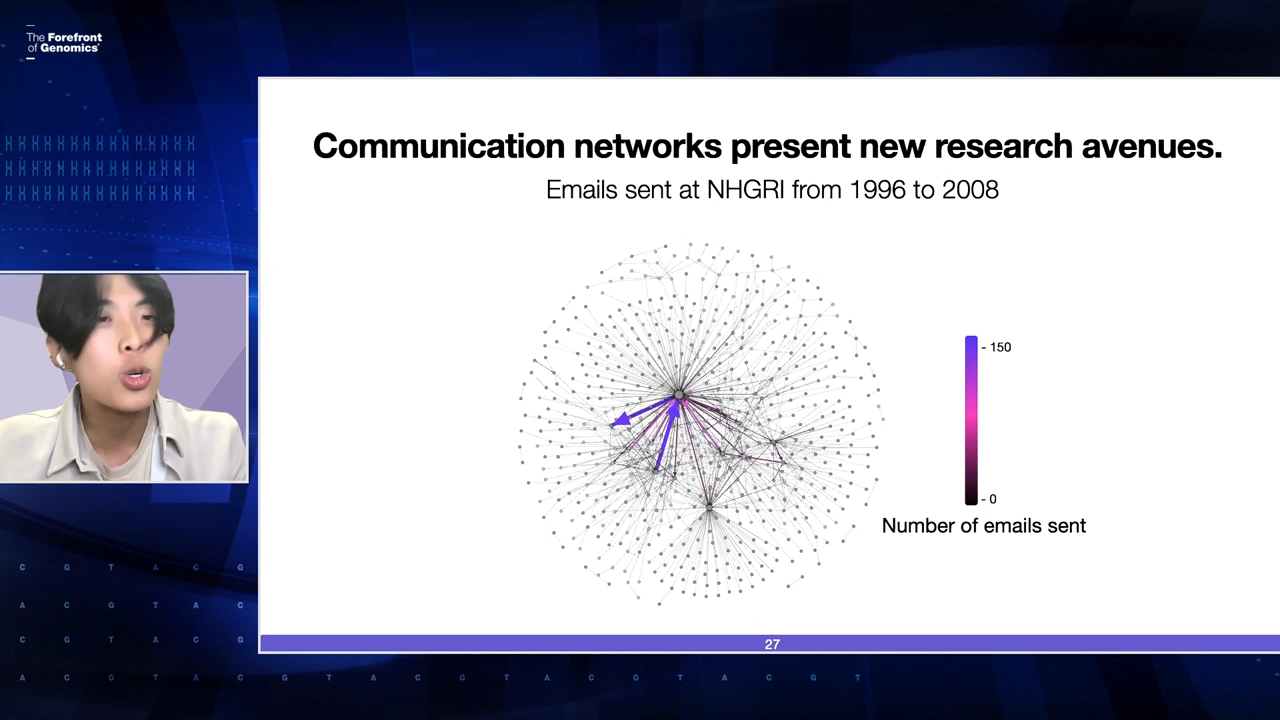 The Forefront
of Genomics®
Communication networks present new research avenues.
Emails sent at NHGRI from 1996 to 2008
- 150
- 0
Number of emails sent
27
C G T A C G
A C G T A C
C G T A C G
A C G T A C G T A C G T A C G T A C G T